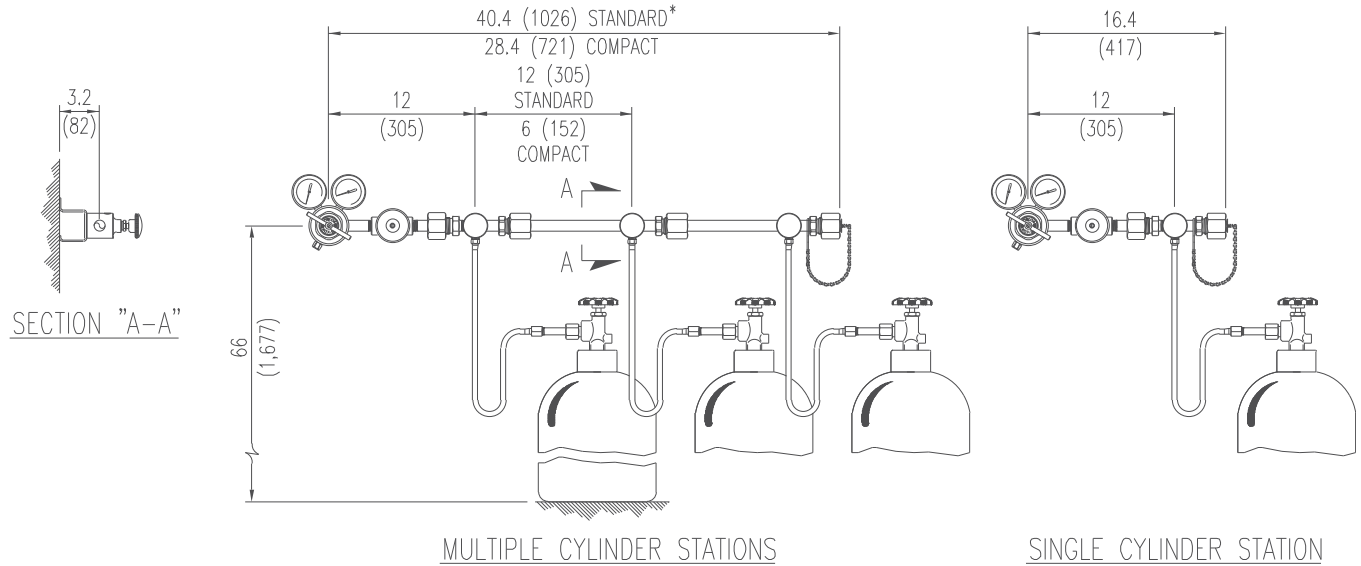 40.4 (1026) STANDARD*
28.4 (721) COMPACT
12 (305)
STANDARD
6 (152)
COMPACT
12
(305)
16.4
(417)
12
(305)
3.2
(82)
A
A
SECTION "A-A"
66
(1,677)
MULTIPLE CYLINDER STATIONS
SINGLE CYLINDER STATION